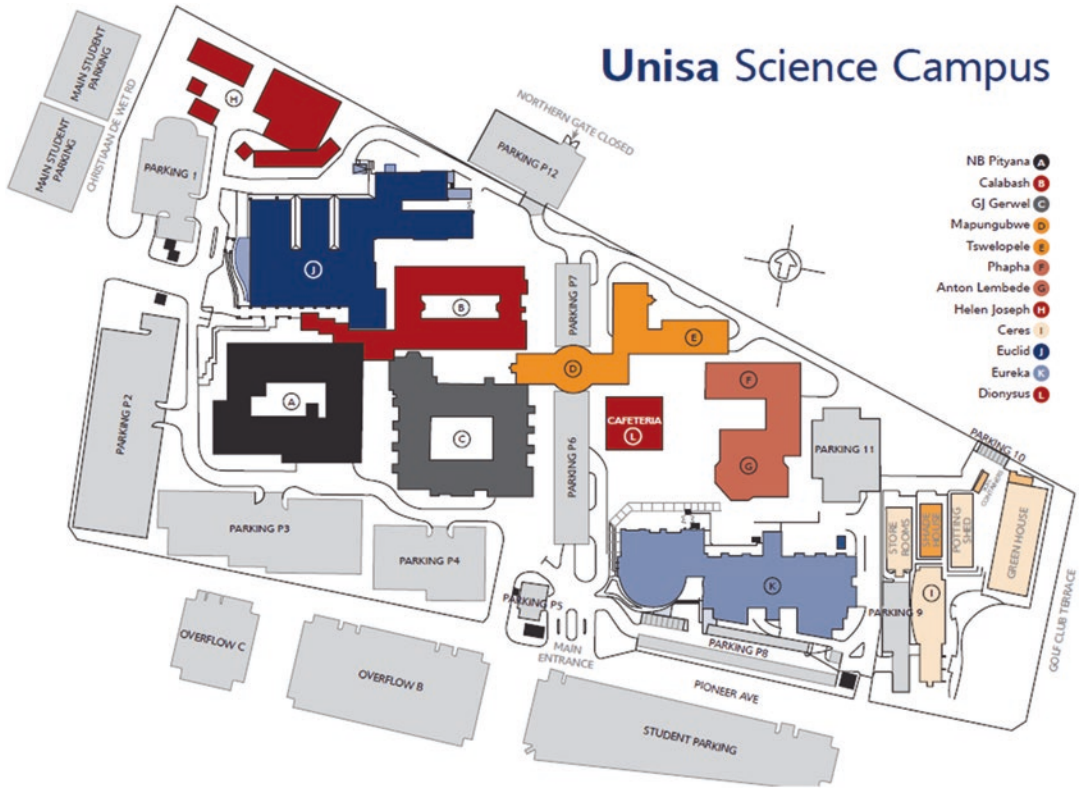 Unisa Science Campus
MAIN STUDENT
PARKING
MAIN STUDENT
PARKING
CHRISTIAAN DE WET RD
PARKING 1
H
NORTHERN GATE CLOSED
PARKING P12
NB Pityana A
Calabash B
GJ Gerwel C
Mapungubwe D
Tswelopele E
Phapha F
Anton Lembede G
Helen Joseph H
Ceres I
Euclid J
Eureka K
Dionysus L
J
B
PARKING P7
E
D
F
A
C
CAFETERIA
L
G
PARKING P2
PARKING P6
PARKING 11
PARKING 10
PARKING P3
PARKING P4
STORE
ROOMS
SHADE
HOUSE
POTTING
SHED
GREEN HOUSE
K
I
PARKING P5
PARKING 9
MAIN
ENTRANCE
PARKING P8
GOLF CLUB TERRACE
OVERFLOW C
OVERFLOW B
PIONEER AVE
STUDENT PARKING